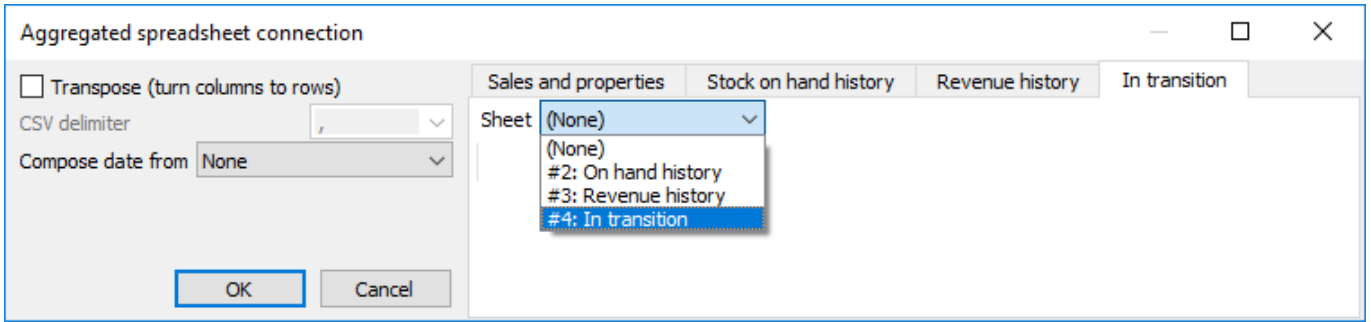 Aggregated spreadsheet connection
Transpose (turn columns to rows)
CSV delimiter ,
Compose date from None
OK Cancel
Sales and properties Stock on hand history Revenue history In transition
Sheet (None)
(None)
#2: On hand history
#3: Revenue history
#4: In transition